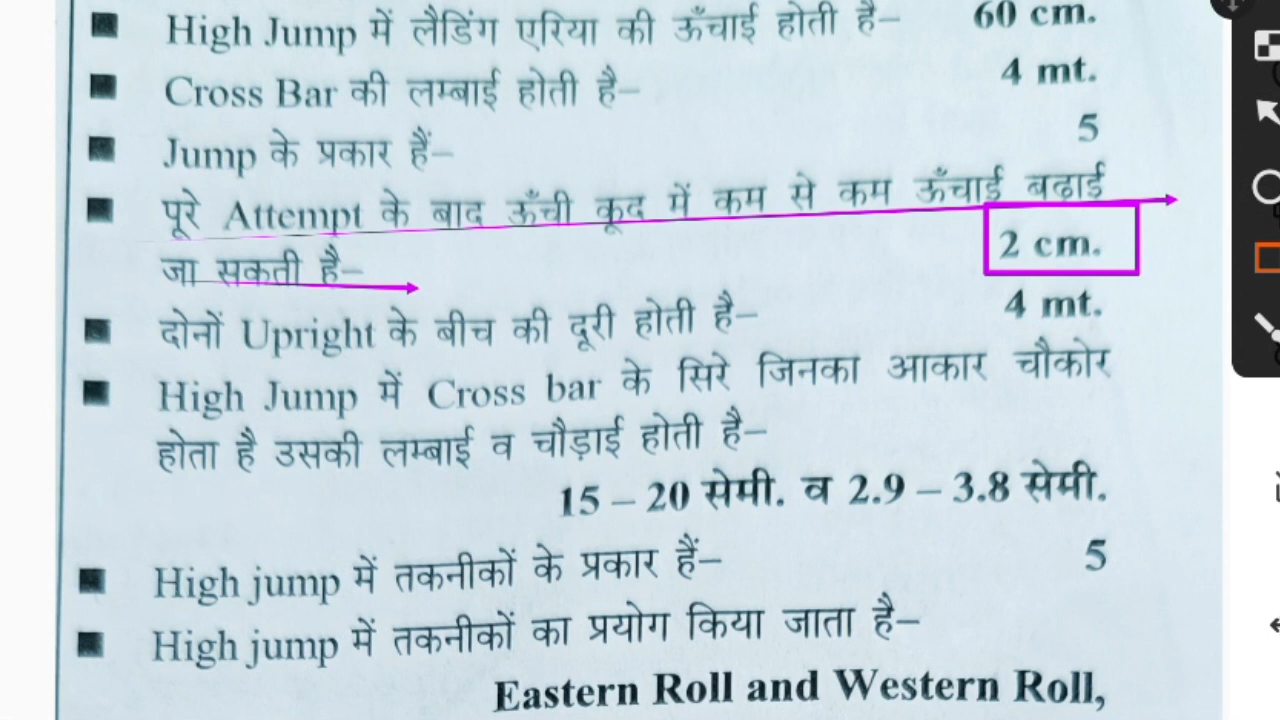 ■ High Jump में लैडिंग एरिया की ऊँचाई होती है– 60 cm.
■ Cross Bar की लम्बाई होती है– 4 mt.
■ Jump के प्रकार हैं– 5
■ पूरे Attempt के बाद ऊँची कूद में कम से कम ऊँचाई बढाई
जा सकती है– 2 cm.
■ दोनों Upright के बीच की दूरी होती है– 4 mt.
■ High Jump में Cross bar के सिरे जिनका आकार चौकोर
होता है उसकी लम्बाई व चौड़ाई होती है–
15 – 20 सेमी. व 2.9 – 3.8 सेमी.
■ High jump में तकनीकों के प्रकार हैं– 5
■ High jump में तकनीकों का प्रयोग किया जाता है–
Eastern Roll and Western Roll,